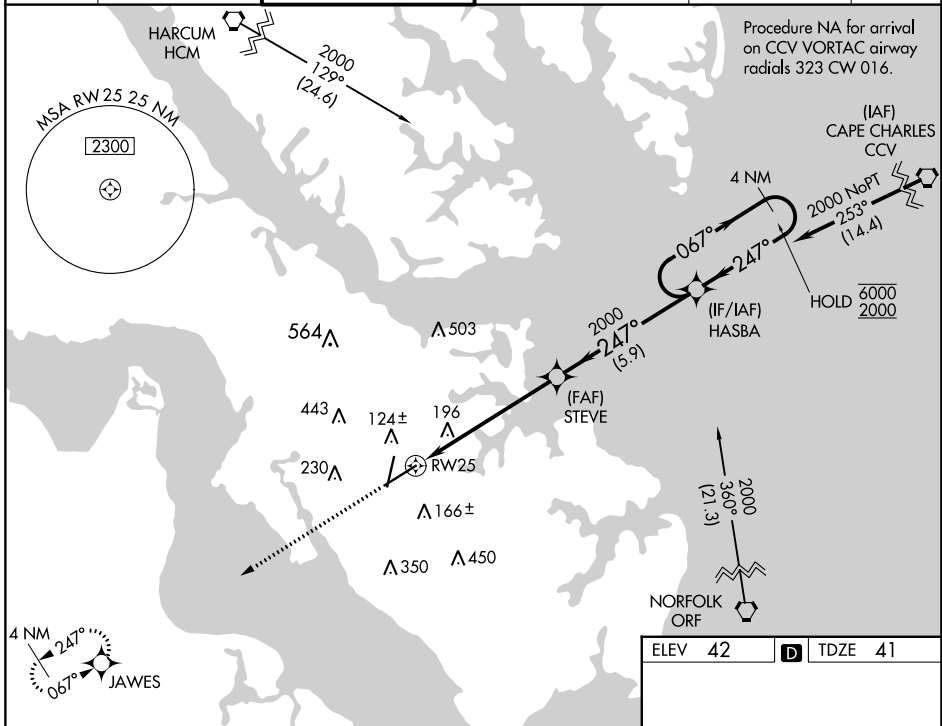 HARCUM
HCM
2000
129°
(24.6)
Procedure NA for arrival
on CCV VORTAC airway
radials 323 CW 016.
MSA RW25 25 NM
2300
(IAF)
CAPE CHARLES
CCV
4 NM
2000 NoPT
253°
(14.4)
067°
247°
HOLD 6000
2000
(IF/IAF)
HASBA
2000
247°
(5.9)
564
503
(FAF)
STEVE
443
124±
196
230
RW25
166±
350
450
2000
360°
(21.3)
NORFOLK
ORF
4 NM
247°
067°
JAWES
ELEV 42 D TDZE 41